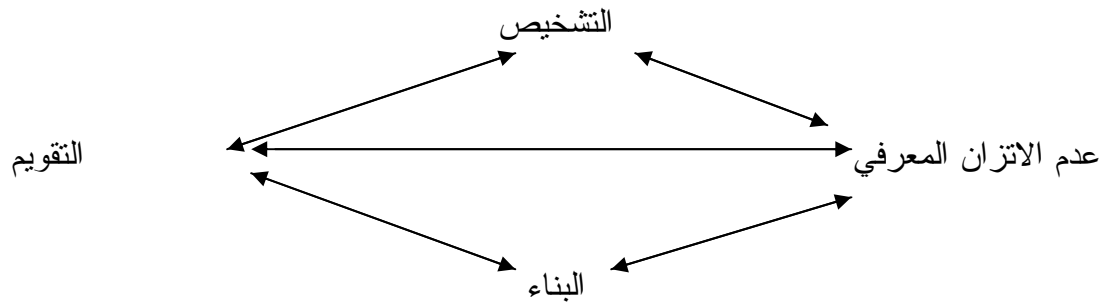 التشخيص
عدم الاتزان المعرفي
التقويم
البناء